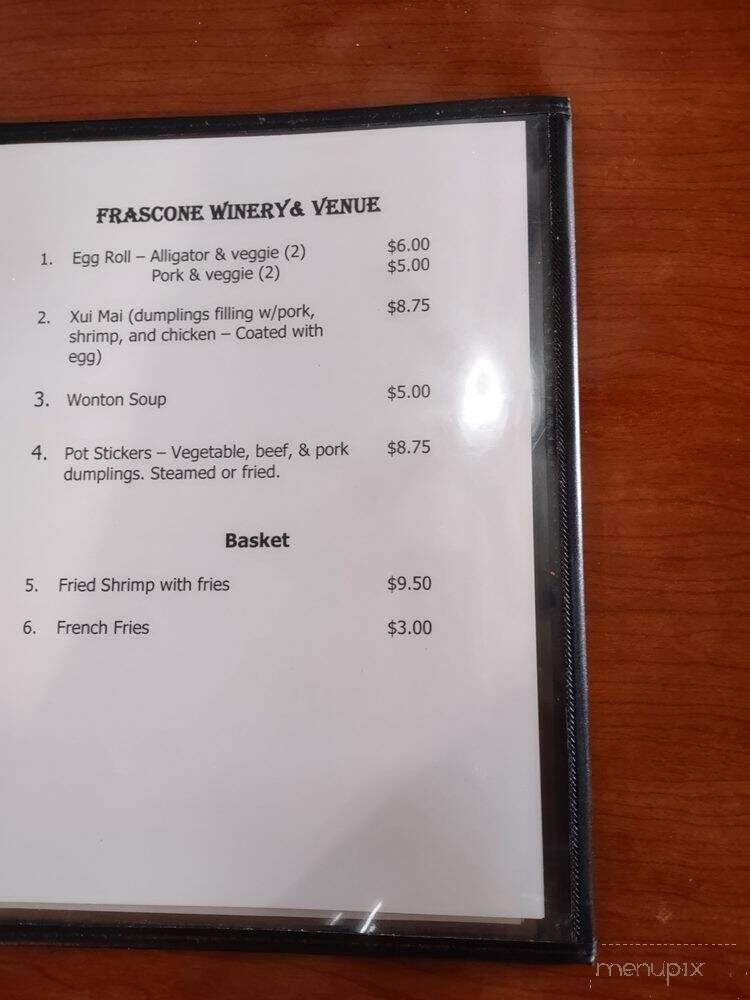 FRASCONE WINERY& VENUE
1. Egg Roll – Alligator & veggie (2) $6.00
Pork & veggie (2) $5.00
2. Xui Mai (dumplings filling w/pork, $8.75
shrimp, and chicken – Coated with
egg)
3. Wonton Soup $5.00
4. Pot Stickers – Vegetable, beef, & pork $8.75
dumplings. Steamed or fried.
Basket
5. Fried Shrimp with fries $9.50
6. French Fries $3.00
menupix